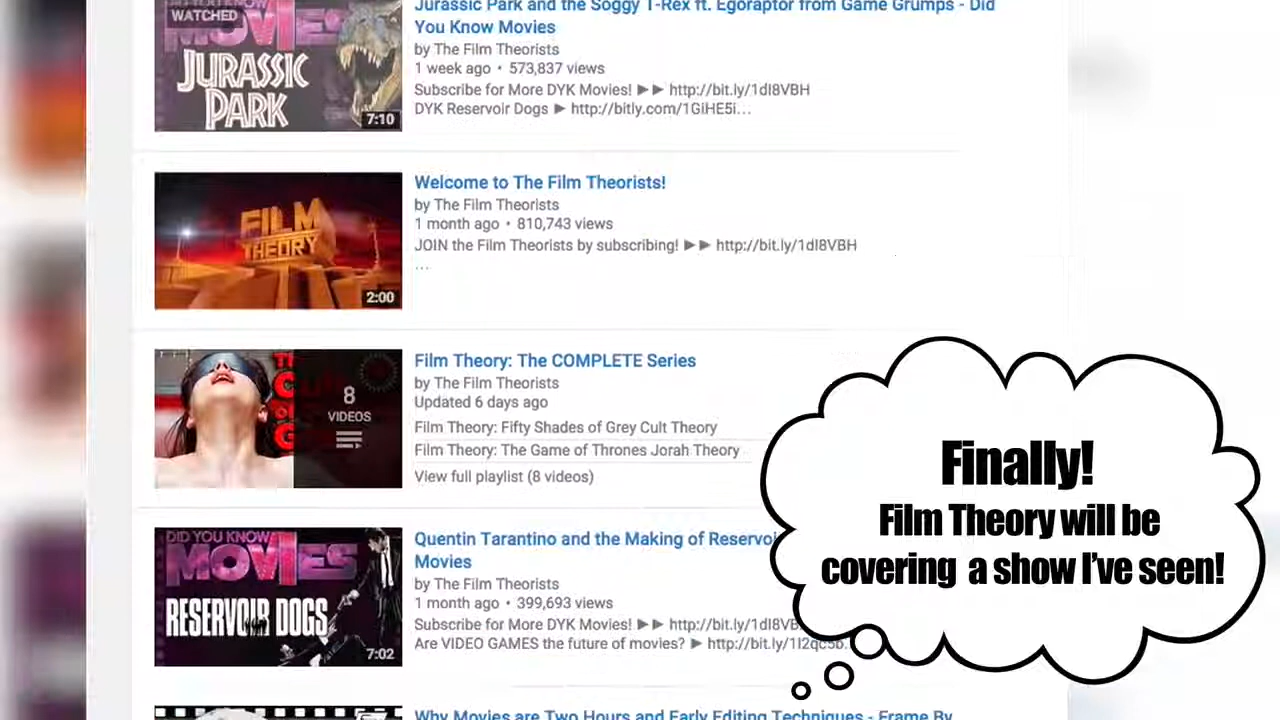 WATCHED
DID YOU KNOW
MOVIES
JURASSIC
PARK
7:10
Jurassic Park and the Soggy T-Rex ft. Egoraptor from Game Grumps - Did
You Know Movies
by The Film Theorists
1 week ago • 573,837 views
Subscribe for More DYK Movies! ►► http://bit.ly/1dI8VBH
DYK Reservoir Dogs ► http://bitly.com/1GiHE5i...
FILM
THEORY
2:00
Welcome to The Film Theorists!
by The Film Theorists
1 month ago • 810,743 views
JOIN the Film Theorists by subscribing! ►► http://bit.ly/1dI8VBH
...
8
VIDEOS
Film Theory: The COMPLETE Series
by The Film Theorists
Updated 6 days ago
Film Theory: Fifty Shades of Grey Cult Theory
Film Theory: The Game of Thrones Jorah Theory
View full playlist (8 videos)
DID YOU KNOW
MOVIES
RESERVOIR DOGS
7:02
Quentin Tarantino and the Making of Reservoi
Movies
by The Film Theorists
1 month ago • 399,693 views
Subscribe for More DYK Movies! ►► http://bit.ly/1dI8VB
Are VIDEO GAMES the future of movies? ► http://bit.ly/1I2qc5b...
Why Movies are Two Hours and Early Editing Techniques - Frame By
Finally!
Film Theory will be
covering a show I've seen!